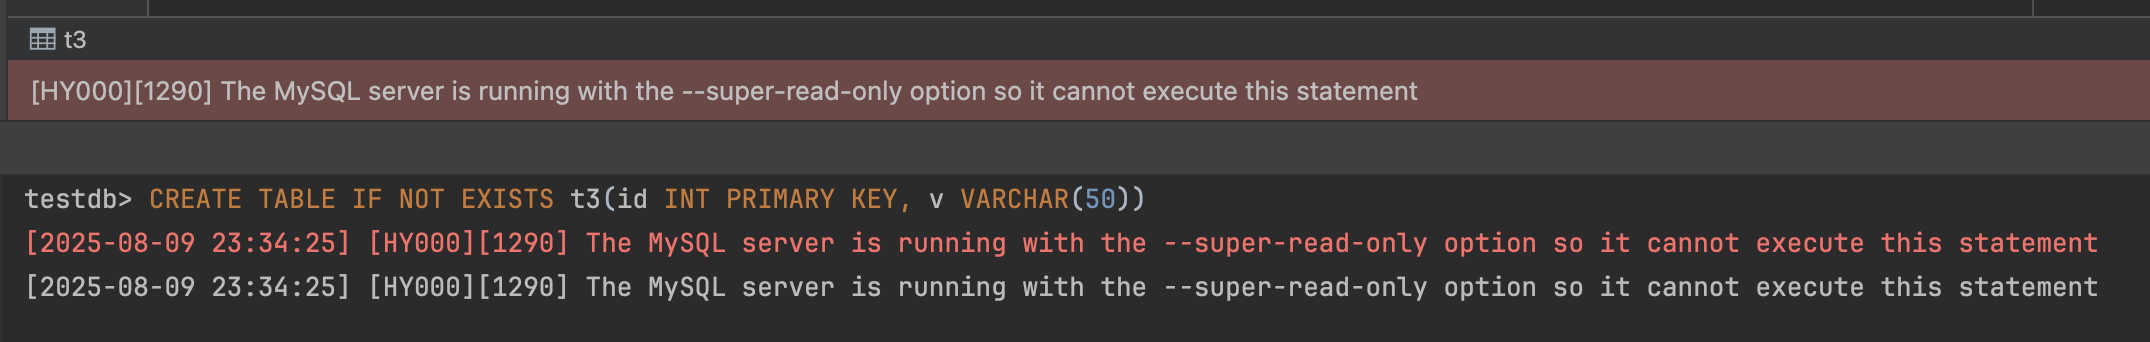 t3
[HY000][1290] The MySQL server is running with the --super-read-only option so it cannot execute this statement
testdb> CREATE TABLE IF NOT EXISTS t3(id INT PRIMARY KEY, v VARCHAR(50))
[2025-08-09 23:34:25] [HY000][1290] The MySQL server is running with the --super-read-only option so it cannot execute this statement
[2025-08-09 23:34:25] [HY000][1290] The MySQL server is running with the --super-read-only option so it cannot execute this statement